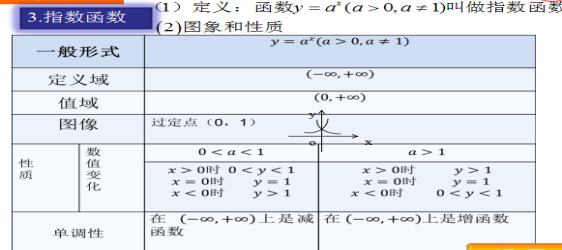 3.指数函数
(1) 定义：函数y = aˣ(a > 0, a ≠ 1)叫做指数函数
(2)图象和性质
一般形式 y = aˣ(a > 0, a ≠ 1)
定义域 (−∞, +∞)
值域 (0, +∞)
图像 过定点（0，1）
y
o x
性质
数值变化
0 < a < 1 a > 1
x > 0时 0 < y < 1 x > 0时 y > 1
x = 0时 y = 1 x = 0时 y = 1
x < 0时 y > 1 x < 0时 0 < y < 1
单调性
在 (−∞, +∞)上是减函数 在 (−∞, +∞)上是增函数